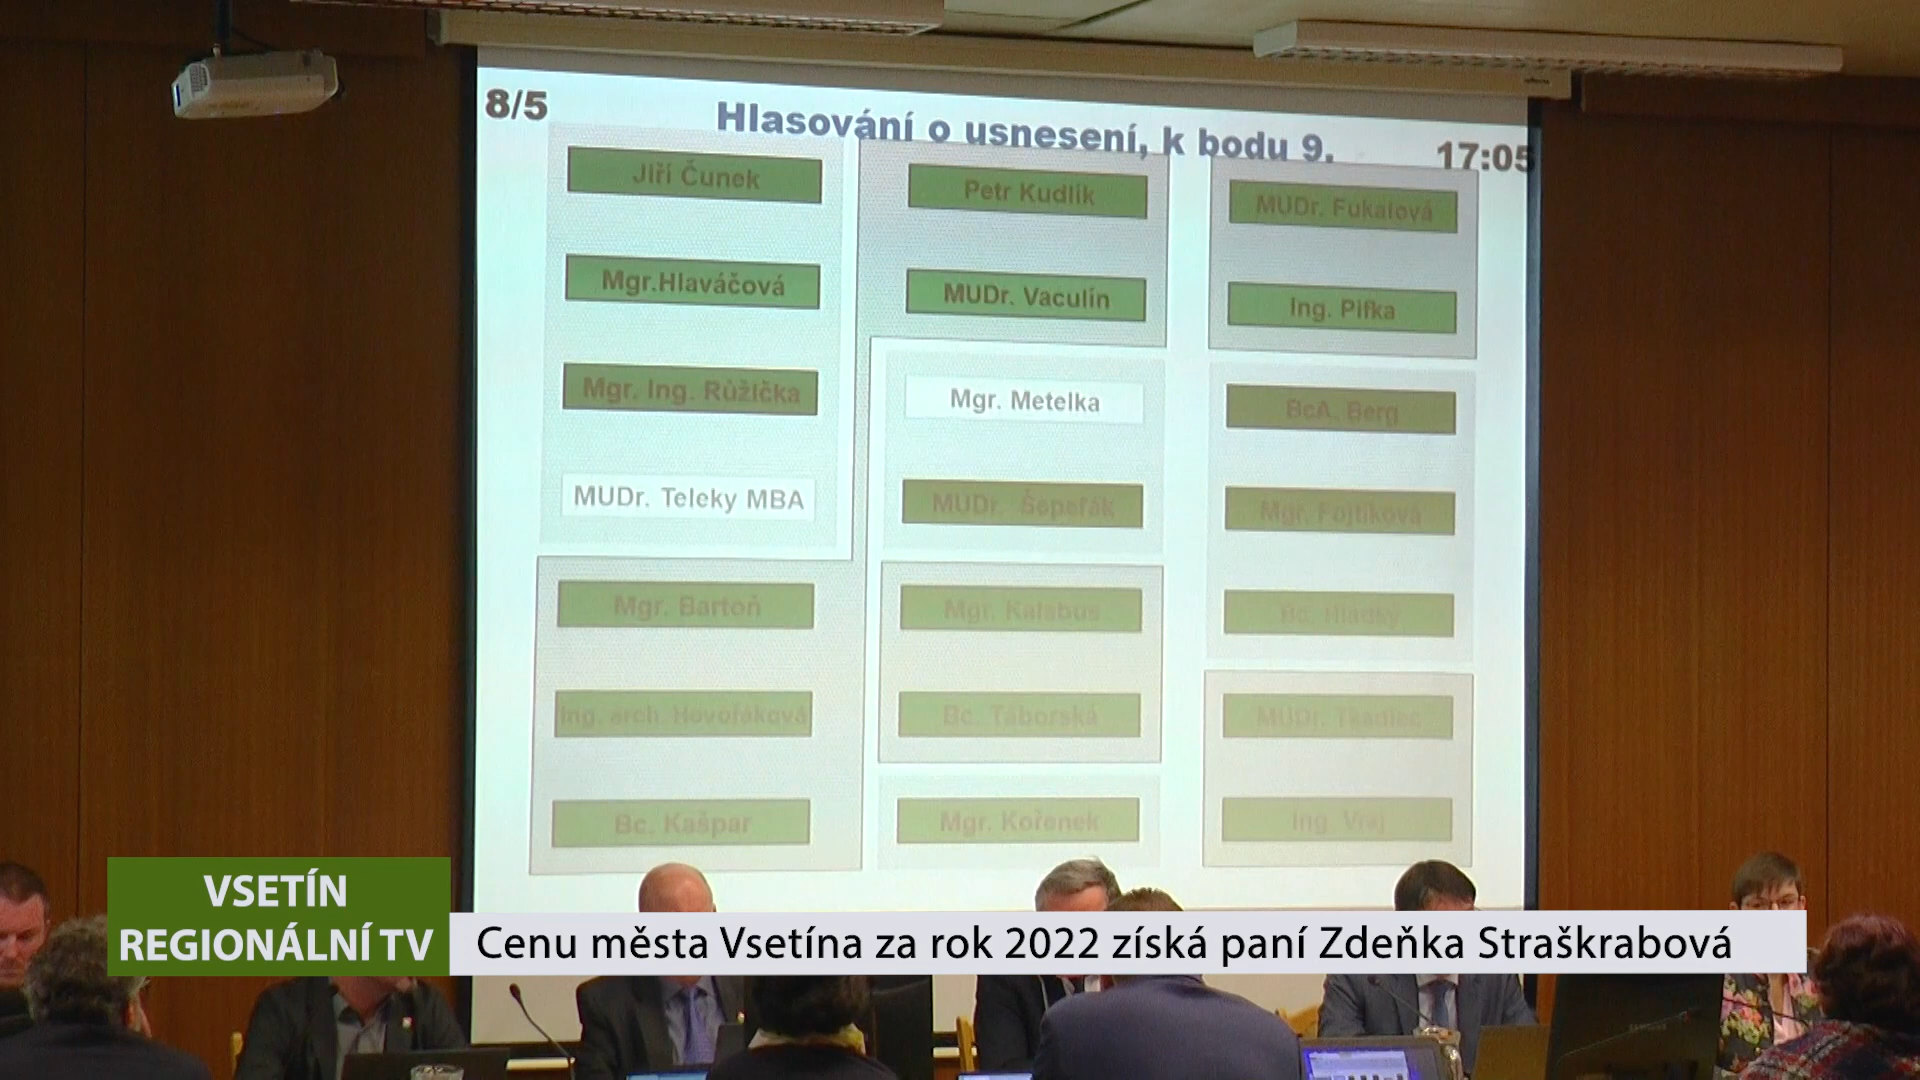 8/5
Hlasování o usnesení, k bodu 9.
17:05
Jiří Čunek
Petr Kudlík
MUDr. Fukalová
Mgr.Hlaváčová
MUDr. Vaculín
Ing. Pifka
Mgr. Ing. Růžička
Mgr. Metelka
BcA. Berg
MUDr. Teleky MBA
MUDr.
Mgr. Fojtíková
Mgr. Bartoň
Mgr. Kalabus
Bc. Hladký
Ing. arch.
Bc. Táborská
MUDr. Tkadlec
Bc. Kašpar
Mgr. Kořenek
Ing.
VSETÍN
REGIONÁLNÍ TV
Cenu města Vsetína za rok 2022 získá paní Zdeňka Straškrabová